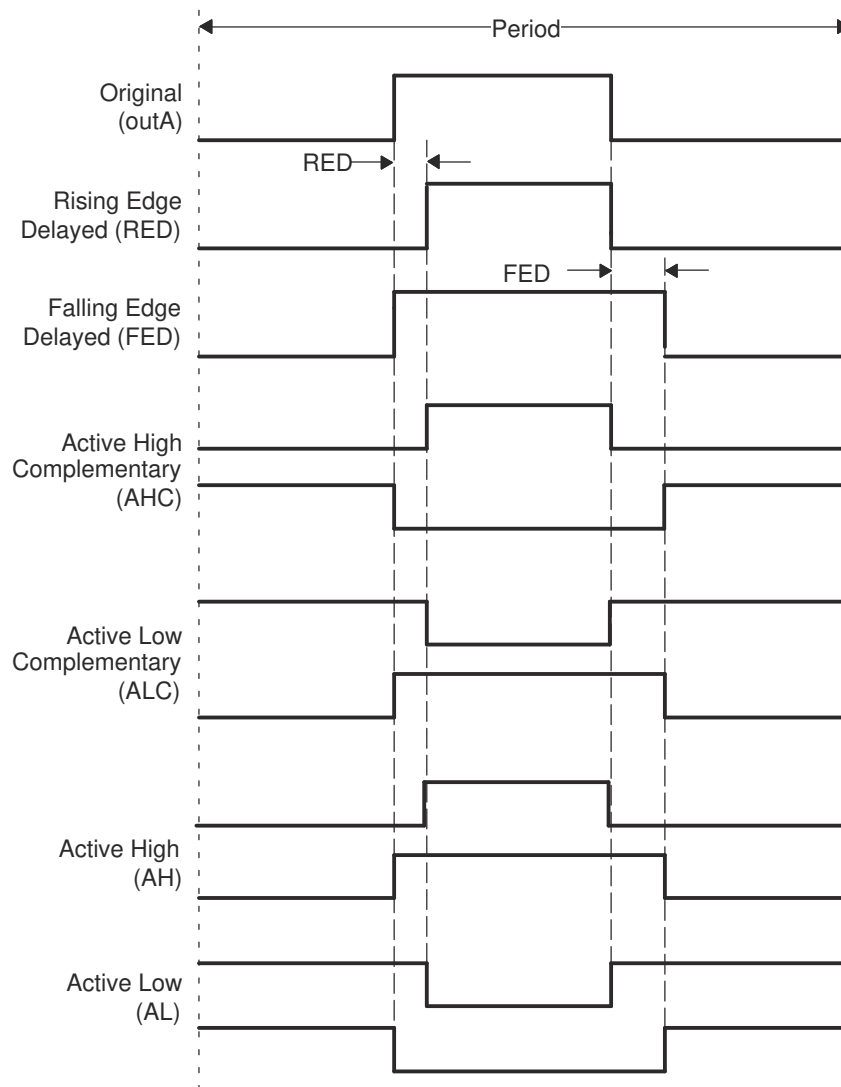 Period
Original
(outA)
RED
Rising Edge
Delayed (RED)
FED
Falling Edge
Delayed (FED)
Active High
Complementary
(AHC)
Active Low
Complementary
(ALC)
Active High
(AH)
Active Low
(AL)